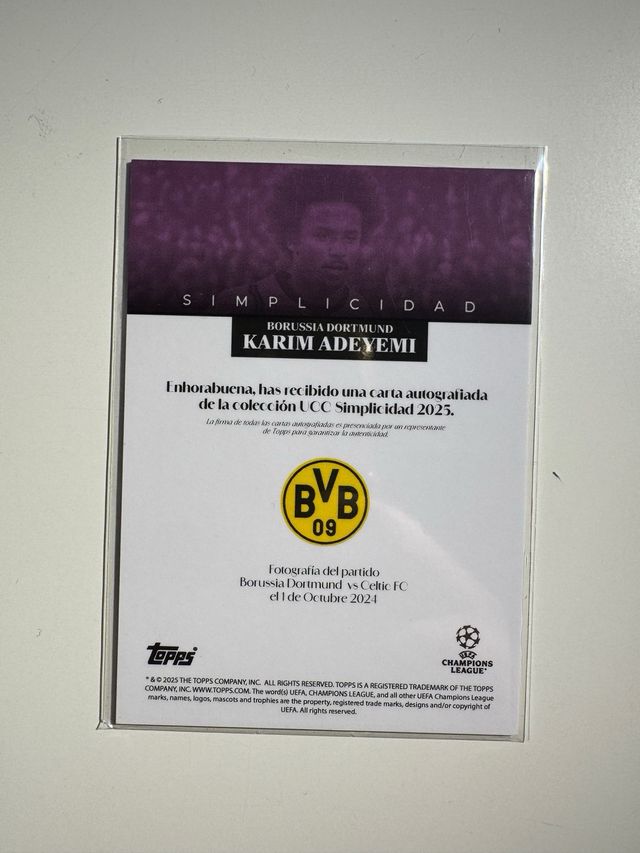 SIMPLICIDAD
BORUSSIA DORTMUND
KARIM ADEYEMI
Enhorabuena, has recibido una carta autografiada
de la colección UCC Simplicidad 2025.
La firma de todas las cartas autografiadas es presenciada por un representante
de Topps para garantizar la autenticidad.
BVB
09
Fotografía del partido
Borussia Dortmund vs Celtic FC
el 1 de Octubre 2024
topps
UEFA
CHAMPIONS
LEAGUE
* & © 2025 THE TOPPS COMPANY, INC. ALL RIGHTS RESERVED. TOPPS IS A REGISTERED TRADEMARK OF THE TOPPS
COMPANY, INC. WWW.TOPPS.COM. The word(s) UEFA, CHAMPIONS LEAGUE, and all other UEFA Champions League
marks, names, logos, mascots and trophies are the property, registered trade marks, designs and/or copyright of
UEFA. All rights reserved.